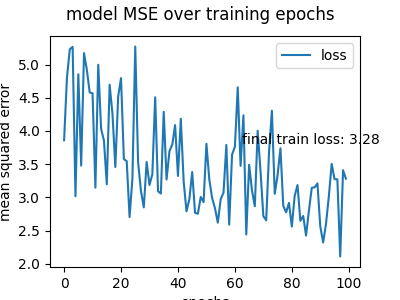 model MSE over training epochs
loss
final train loss: 3.28
mean squared error
5.0
4.5
4.0
3.5
3.0
2.5
2.0
0 20 40 60 80 100
epochs